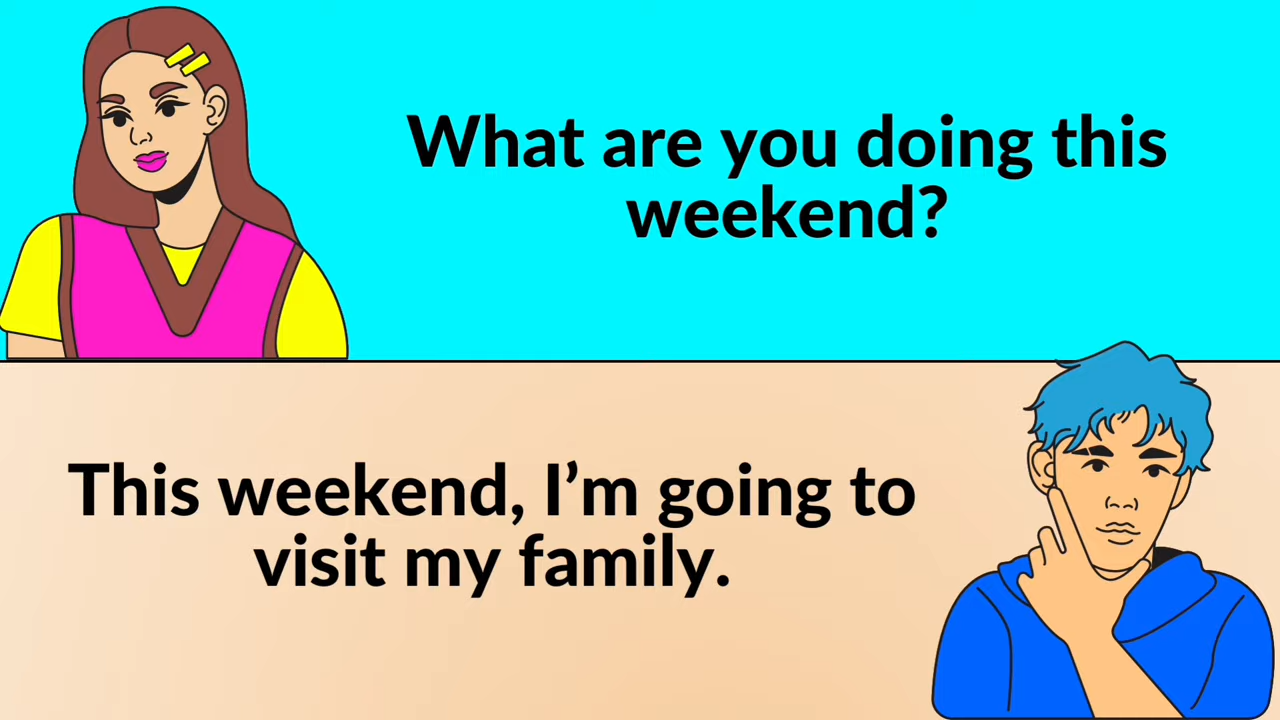 What are you doing this
weekend?
This weekend, I’m going to
visit my family.